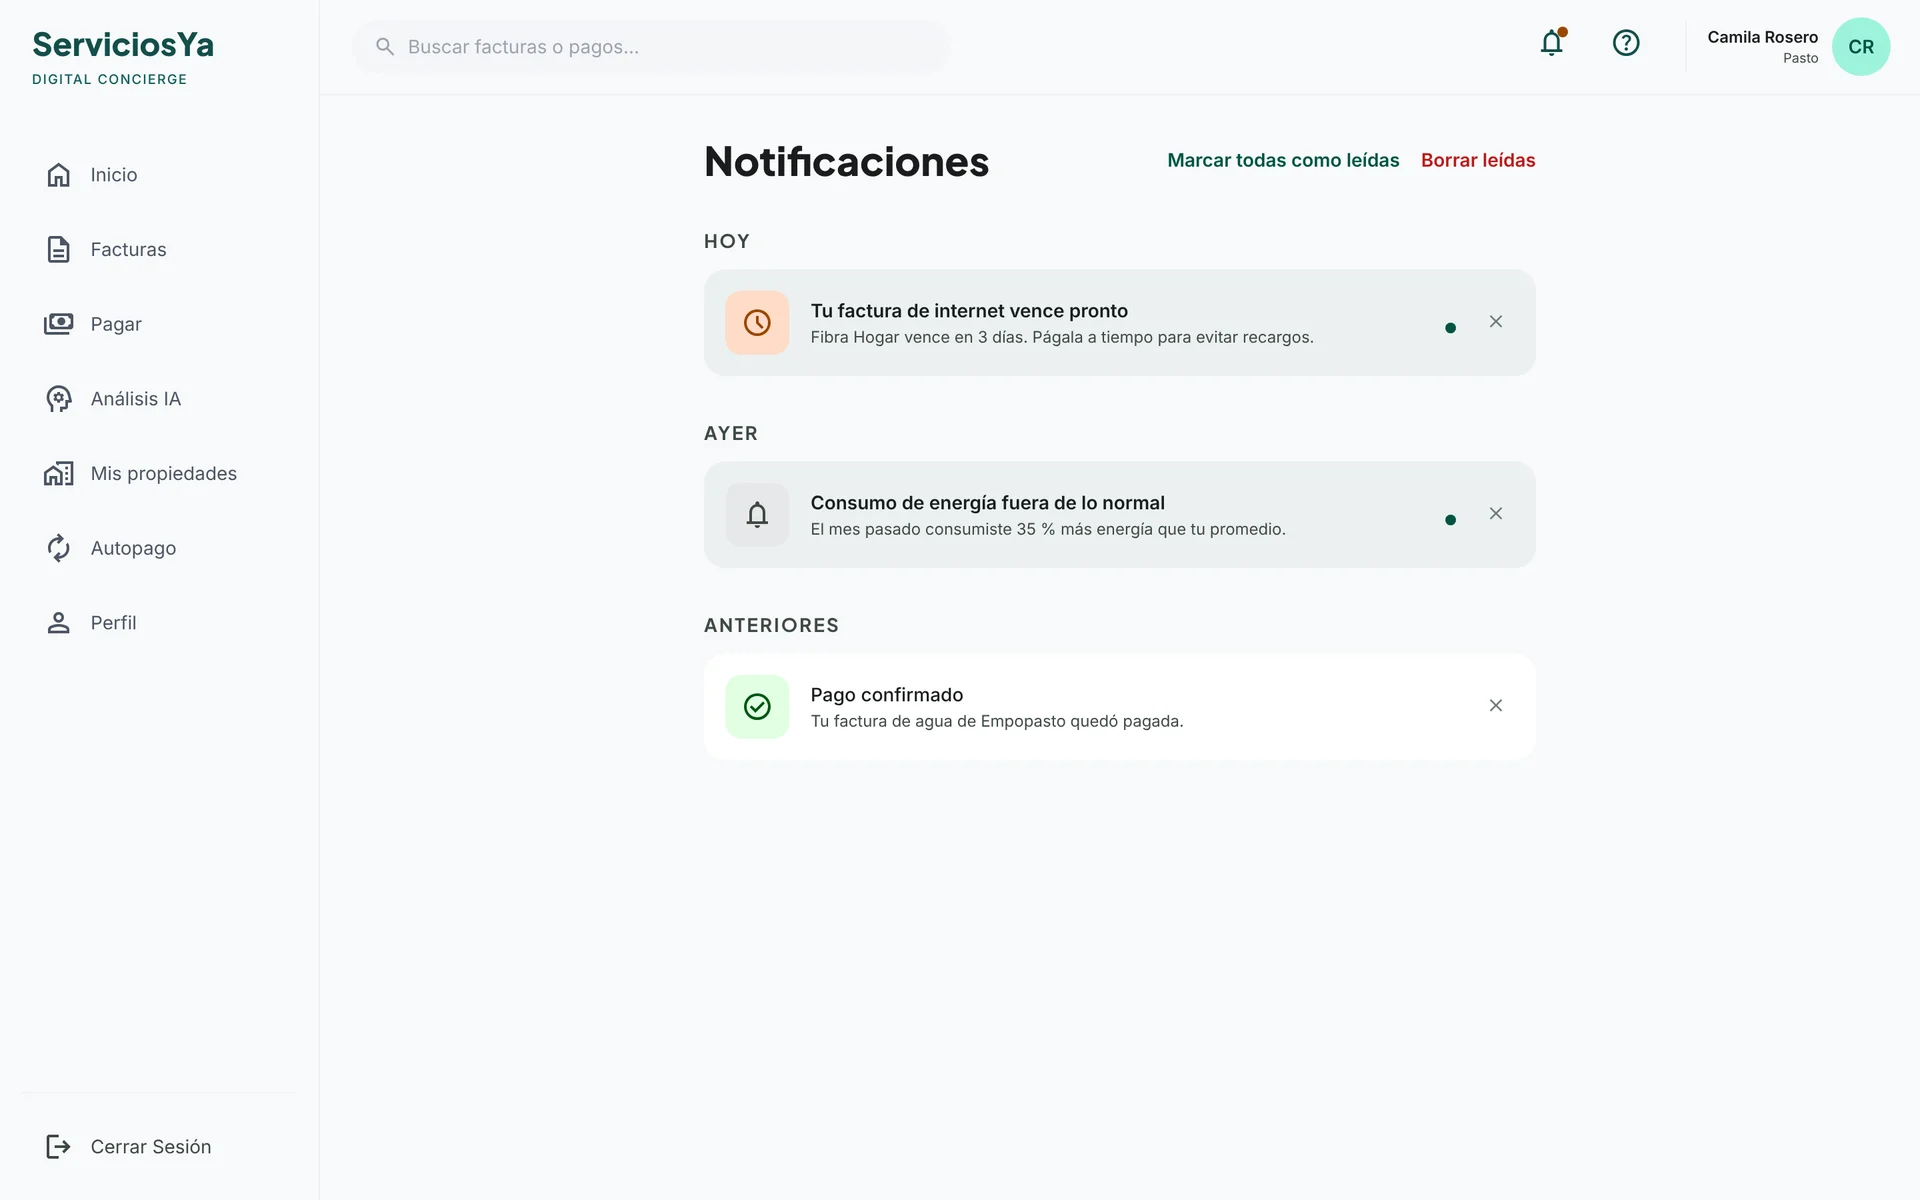 ServiciosYa
DIGITAL CONCIERGE
Inicio
Facturas
Pagar
Análisis IA
Mis propiedades
Autopago
Perfil
Cerrar Sesión
Buscar facturas o pagos...
Camila Rosero
Pasto
CR
Notificaciones
Marcar todas como leídas
Borrar leídas
HOY
Tu factura de internet vence pronto
Fibra Hogar vence en 3 días. Págala a tiempo para evitar recargos.
AYER
Consumo de energía fuera de lo normal
El mes pasado consumiste 35 % más energía que tu promedio.
ANTERIORES
Pago confirmado
Tu factura de agua de Empopasto quedó pagada.